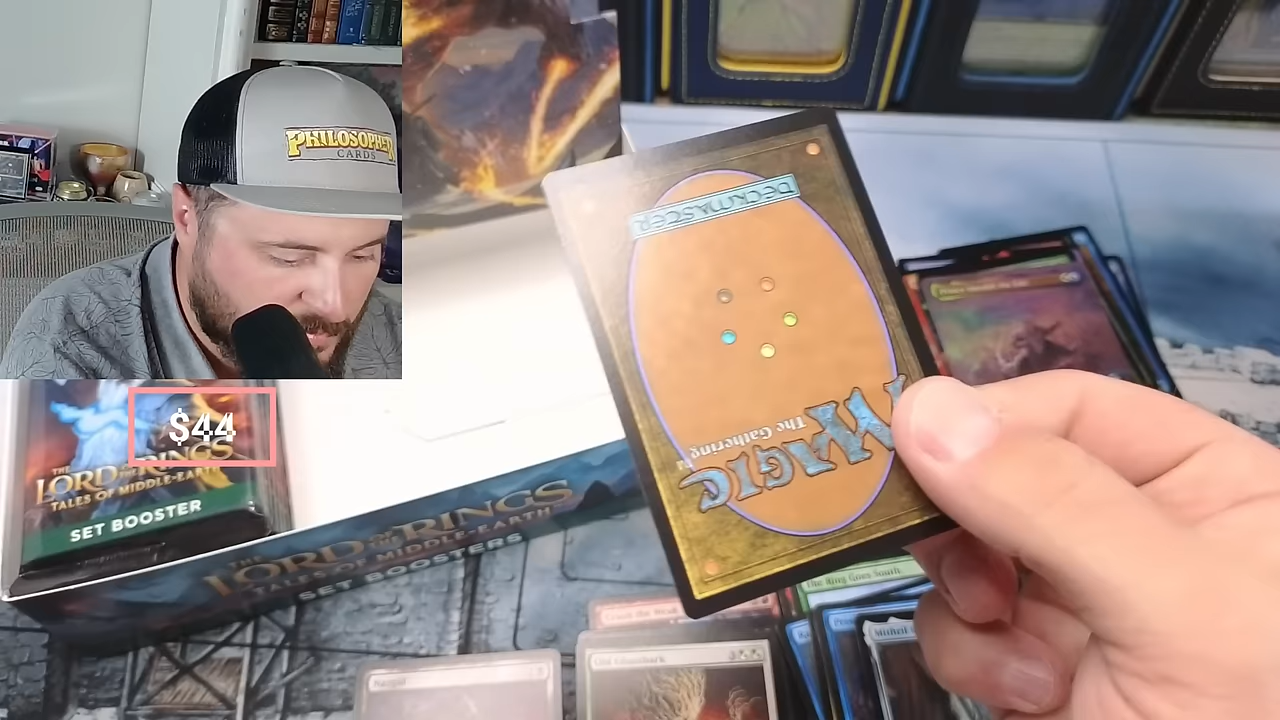 PHILOSOPHER
CARDS
$44
THE
LORD OF THE RINGS
TALES OF MIDDLE-EARTH
SET BOOSTER
THE
LORD OF THE RINGS
TALES OF MIDDLE-EARTH
SET BOOSTERS
DECKMASTER
MAGIC
The Gathering
The Ring Goes South
Nazgûl